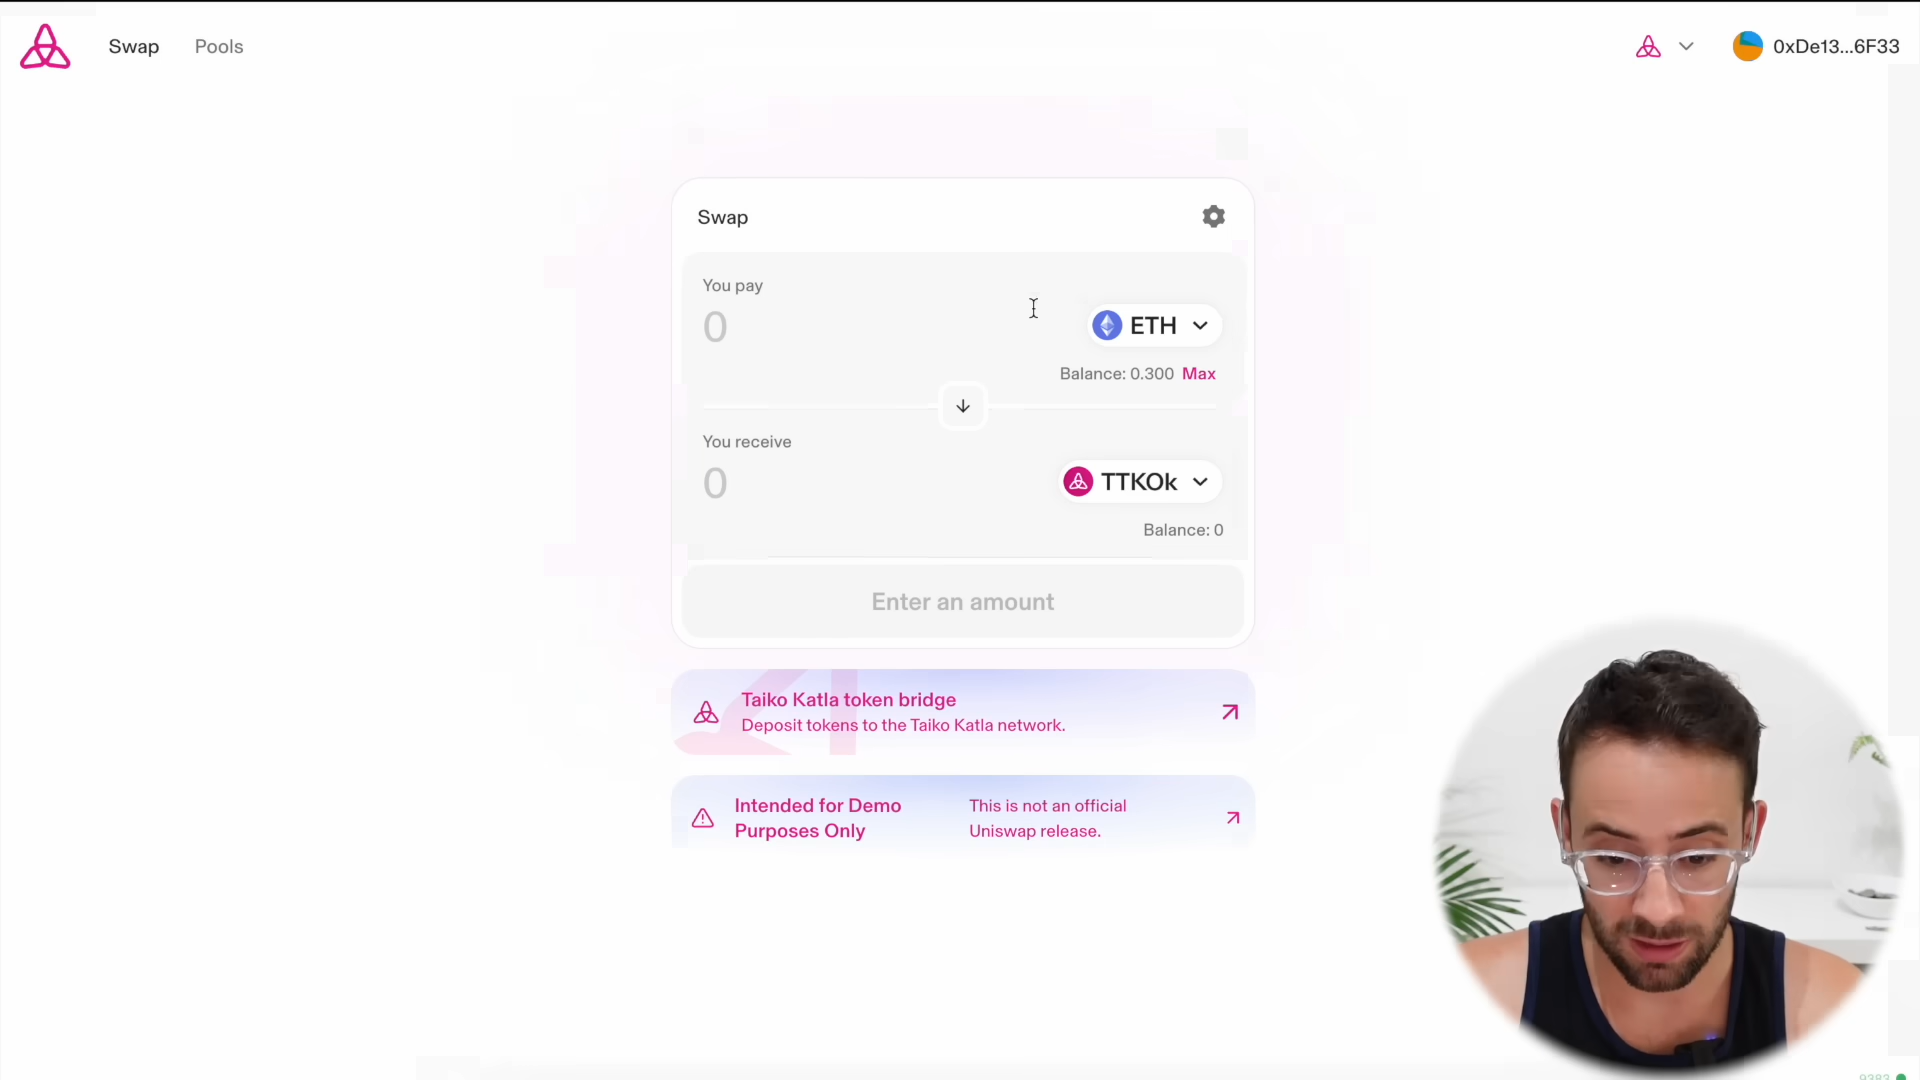 Swap
Pools
0xDe13...6F33
Swap
You pay
0
ETH
Balance: 0.300 Max
You receive
0
TTKOk
Balance: 0
Enter an amount
Taiko Katla token bridge
Deposit tokens to the Taiko Katla network.
Intended for Demo
Purposes Only
This is not an official
Uniswap release.